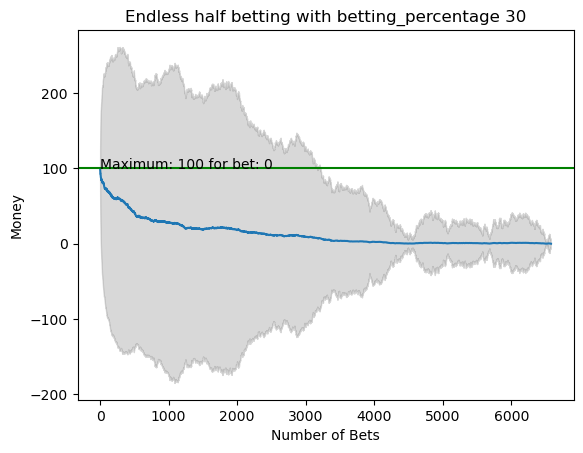 Endless half betting with betting_percentage 30
200
100
Maximum: 100 for bet: 0
0
−100
−200
Money
0 1000 2000 3000 4000 5000 6000
Number of Bets